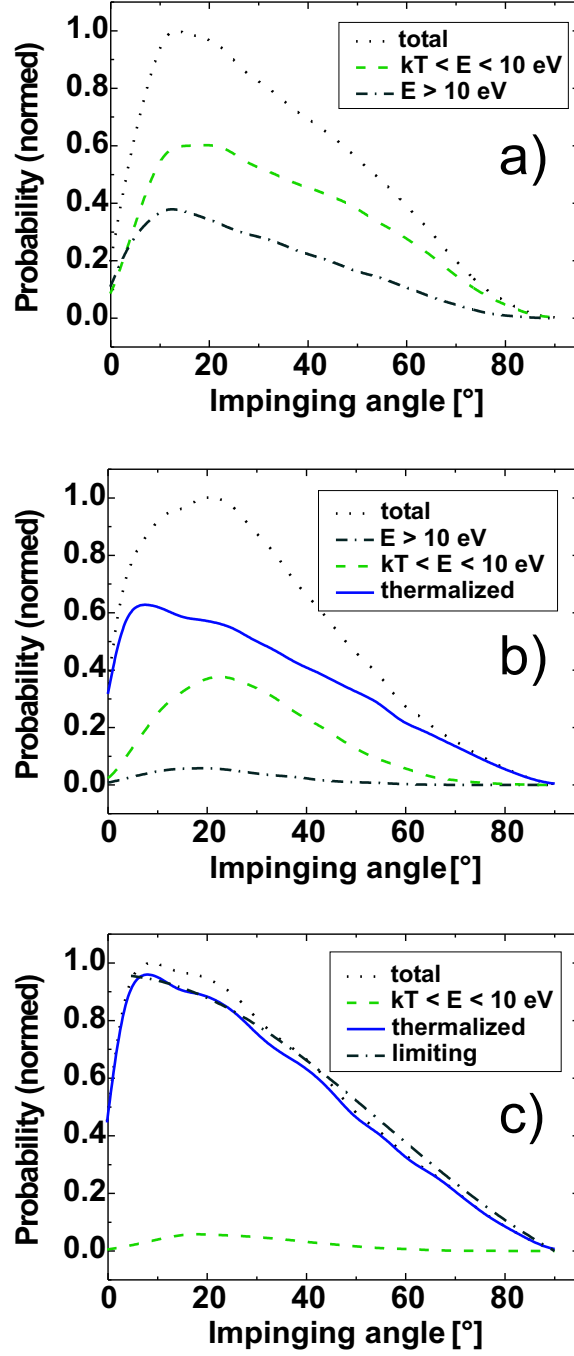 total
kT < E < 10 eV
E > 10 eV
a)
Probability (normed)
1.0
0.8
0.6
0.4
0.2
0.0
0 20 40 60 80
Impinging angle [°]
total
E > 10 eV
kT < E < 10 eV
thermalized
b)
Probability (normed)
1.0
0.8
0.6
0.4
0.2
0.0
0 20 40 60 80
Impinging angle [°]
total
kT < E < 10 eV
thermalized
limiting
c)
Probability (normed)
1.0
0.8
0.6
0.4
0.2
0.0
0 20 40 60 80
Impinging angle [°]